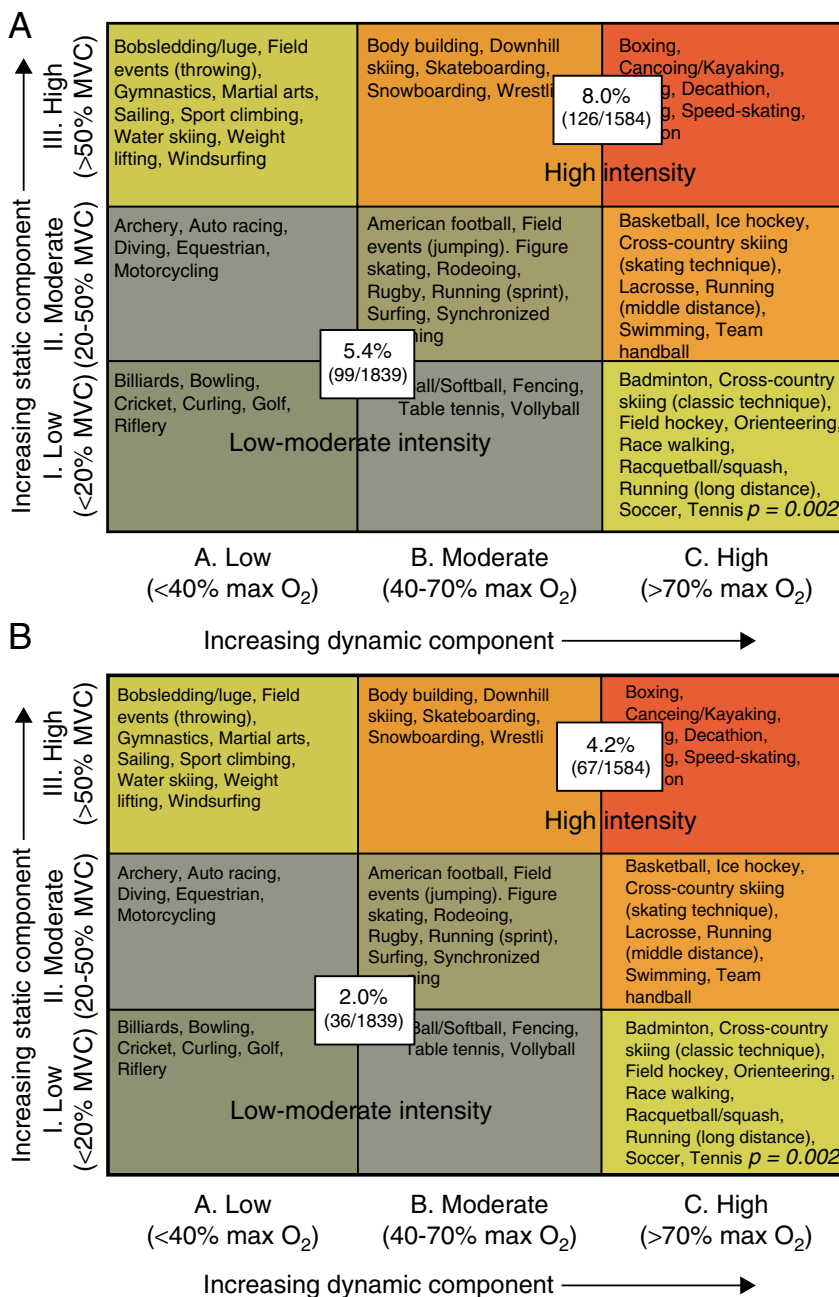 A
III. High
(>50% MVC)
II. Moderate
(20-50% MVC)
I. Low
(<20% MVC)
Increasing static component
Bobsledding/luge, Field
events (throwing),
Gymnastics, Martial arts,
Sailing, Sport climbing,
Water skiing, Weight
lifting, Windsurfing
Body building, Downhill
skiing, Skateboarding,
Snowboarding, Wrestli
Boxing,
Cancoing/Kayaking,
Decathion,
Speed-skating,
8.0%
(126/1584)
High intensity
Archery, Auto racing,
Diving, Equestrian,
Motorcycling
American football, Field
events (jumping). Figure
skating, Rodeoing,
Rugby, Running (sprint),
Surfing, Synchronized
Basketball, Ice hockey,
Cross-country skiing
(skating technique),
Lacrosse, Running
(middle distance),
Swimming, Team
handball
5.4%
(99/1839)
Billiards, Bowling,
Cricket, Curling, Golf,
Riflery
Ball/Softball, Fencing,
Table tennis, Vollyball
Low-moderate intensity
Badminton, Cross-country
skiing (classic technique),
Field hockey, Orienteering,
Race walking,
Racquetball/squash,
Running (long distance),
Soccer, Tennis p = 0.002
A. Low
(<40% max O2)
B. Moderate
(40-70% max O2)
C. High
(>70% max O2)
Increasing dynamic component
B
III. High
(>50% MVC)
II. Moderate
(20-50% MVC)
I. Low
(<20% MVC)
Increasing static component
Bobsledding/luge, Field
events (throwing),
Gymnastics, Martial arts,
Sailing, Sport climbing,
Water skiing, Weight
lifting, Windsurfing
Body building, Downhill
skiing, Skateboarding,
Snowboarding, Wrestli
Boxing,
Canceing/Kayaking,
Decathion,
Speed-skating,
4.2%
(67/1584)
High intensity
Archery, Auto racing,
Diving, Equestrian,
Motorcycling
American football, Field
events (jumping). Figure
skating, Rodeoing,
Rugby, Running (sprint),
Surfing, Synchronized
Basketball, Ice hockey,
Cross-country skiing
(skating technique),
Lacrosse, Running
(middle distance),
Swimming, Team
handball
2.0%
(36/1839)
Billiards, Bowling,
Cricket, Curling, Golf,
Riflery
Ball/Softball, Fencing,
Table tennis, Vollyball
Low-moderate intensity
Badminton, Cross-country
skiing (classic technique),
Field hockey, Orienteering,
Race walking,
Racquetball/squash,
Running (long distance),
Soccer, Tennis p = 0.002
A. Low
(<40% max O2)
B. Moderate
(40-70% max O2)
C. High
(>70% max O2)
Increasing dynamic component